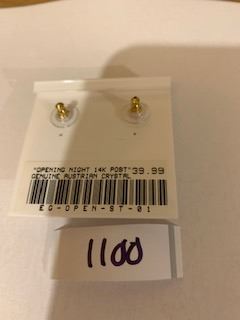 "OPENING NIGHT 14K POST" 39.99
GENUINE AUSTRIAN CRYSTAL
EG-OPEN-ST-01
1100